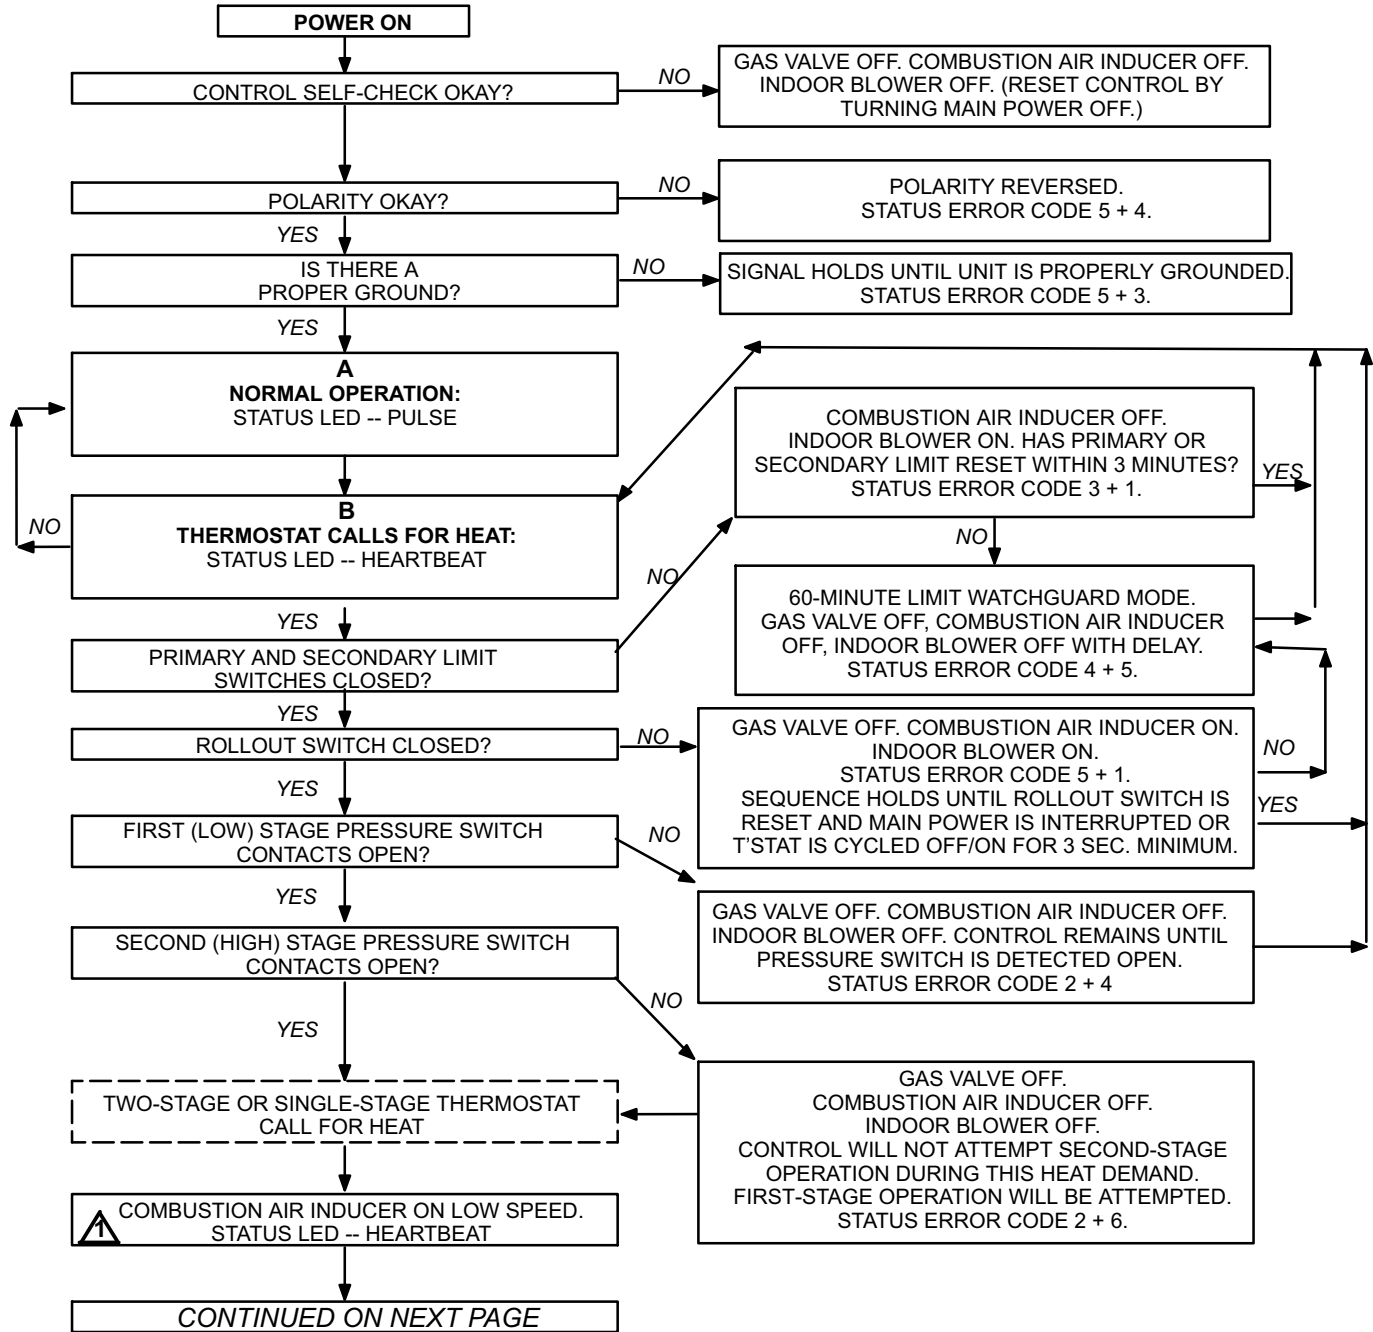 POWER ON
CONTROL SELF-CHECK OKAY?
NO
GAS VALVE OFF. COMBUSTION AIR INDUCER OFF.
INDOOR BLOWER OFF. (RESET CONTROL BY
TURNING MAIN POWER OFF.)
POLARITY OKAY?
NO
POLARITY REVERSED.
STATUS ERROR CODE 5 + 4.
YES
IS THERE A
PROPER GROUND?
NO
SIGNAL HOLDS UNTIL UNIT IS PROPERLY GROUNDED.
STATUS ERROR CODE 5 + 3.
YES
A
NORMAL OPERATION:
STATUS LED -- PULSE
NO
B
THERMOSTAT CALLS FOR HEAT:
STATUS LED -- HEARTBEAT
COMBUSTION AIR INDUCER OFF.
INDOOR BLOWER ON. HAS PRIMARY OR
SECONDARY LIMIT RESET WITHIN 3 MINUTES?
STATUS ERROR CODE 3 + 1.
YES
NO
NO
60-MINUTE LIMIT WATCHGUARD MODE.
GAS VALVE OFF, COMBUSTION AIR INDUCER
OFF, INDOOR BLOWER OFF WITH DELAY.
STATUS ERROR CODE 4 + 5.
YES
PRIMARY AND SECONDARY LIMIT
SWITCHES CLOSED?
YES
ROLLOUT SWITCH CLOSED?
NO
GAS VALVE OFF. COMBUSTION AIR INDUCER ON.
INDOOR BLOWER ON.
STATUS ERROR CODE 5 + 1.
SEQUENCE HOLDS UNTIL ROLLOUT SWITCH IS
RESET AND MAIN POWER IS INTERRUPTED OR
T'STAT IS CYCLED OFF/ON FOR 3 SEC. MINIMUM.
NO
YES
YES
FIRST (LOW) STAGE PRESSURE SWITCH
CONTACTS OPEN?
NO
GAS VALVE OFF. COMBUSTION AIR INDUCER OFF.
INDOOR BLOWER OFF. CONTROL REMAINS UNTIL
PRESSURE SWITCH IS DETECTED OPEN.
STATUS ERROR CODE 2 + 4
YES
SECOND (HIGH) STAGE PRESSURE SWITCH
CONTACTS OPEN?
NO
YES
GAS VALVE OFF.
COMBUSTION AIR INDUCER OFF.
INDOOR BLOWER OFF.
CONTROL WILL NOT ATTEMPT SECOND-STAGE
OPERATION DURING THIS HEAT DEMAND.
FIRST-STAGE OPERATION WILL BE ATTEMPTED.
STATUS ERROR CODE 2 + 6.
TWO-STAGE OR SINGLE-STAGE THERMOSTAT
CALL FOR HEAT
1
COMBUSTION AIR INDUCER ON LOW SPEED.
STATUS LED -- HEARTBEAT
CONTINUED ON NEXT PAGE